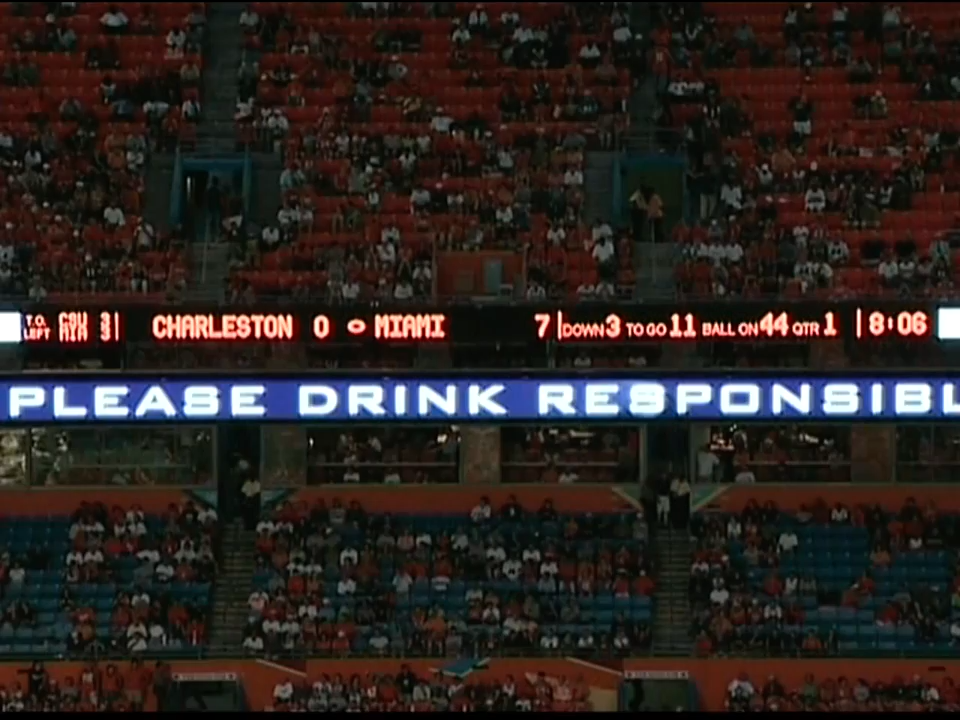 T.O. CSU 3
LEFT MIA 3
CHARLESTON 0 MIAMI 7 DOWN 3 TO GO 11 BALL ON 44 QTR 1 8:06
PLEASE DRINK RESPONSIBL